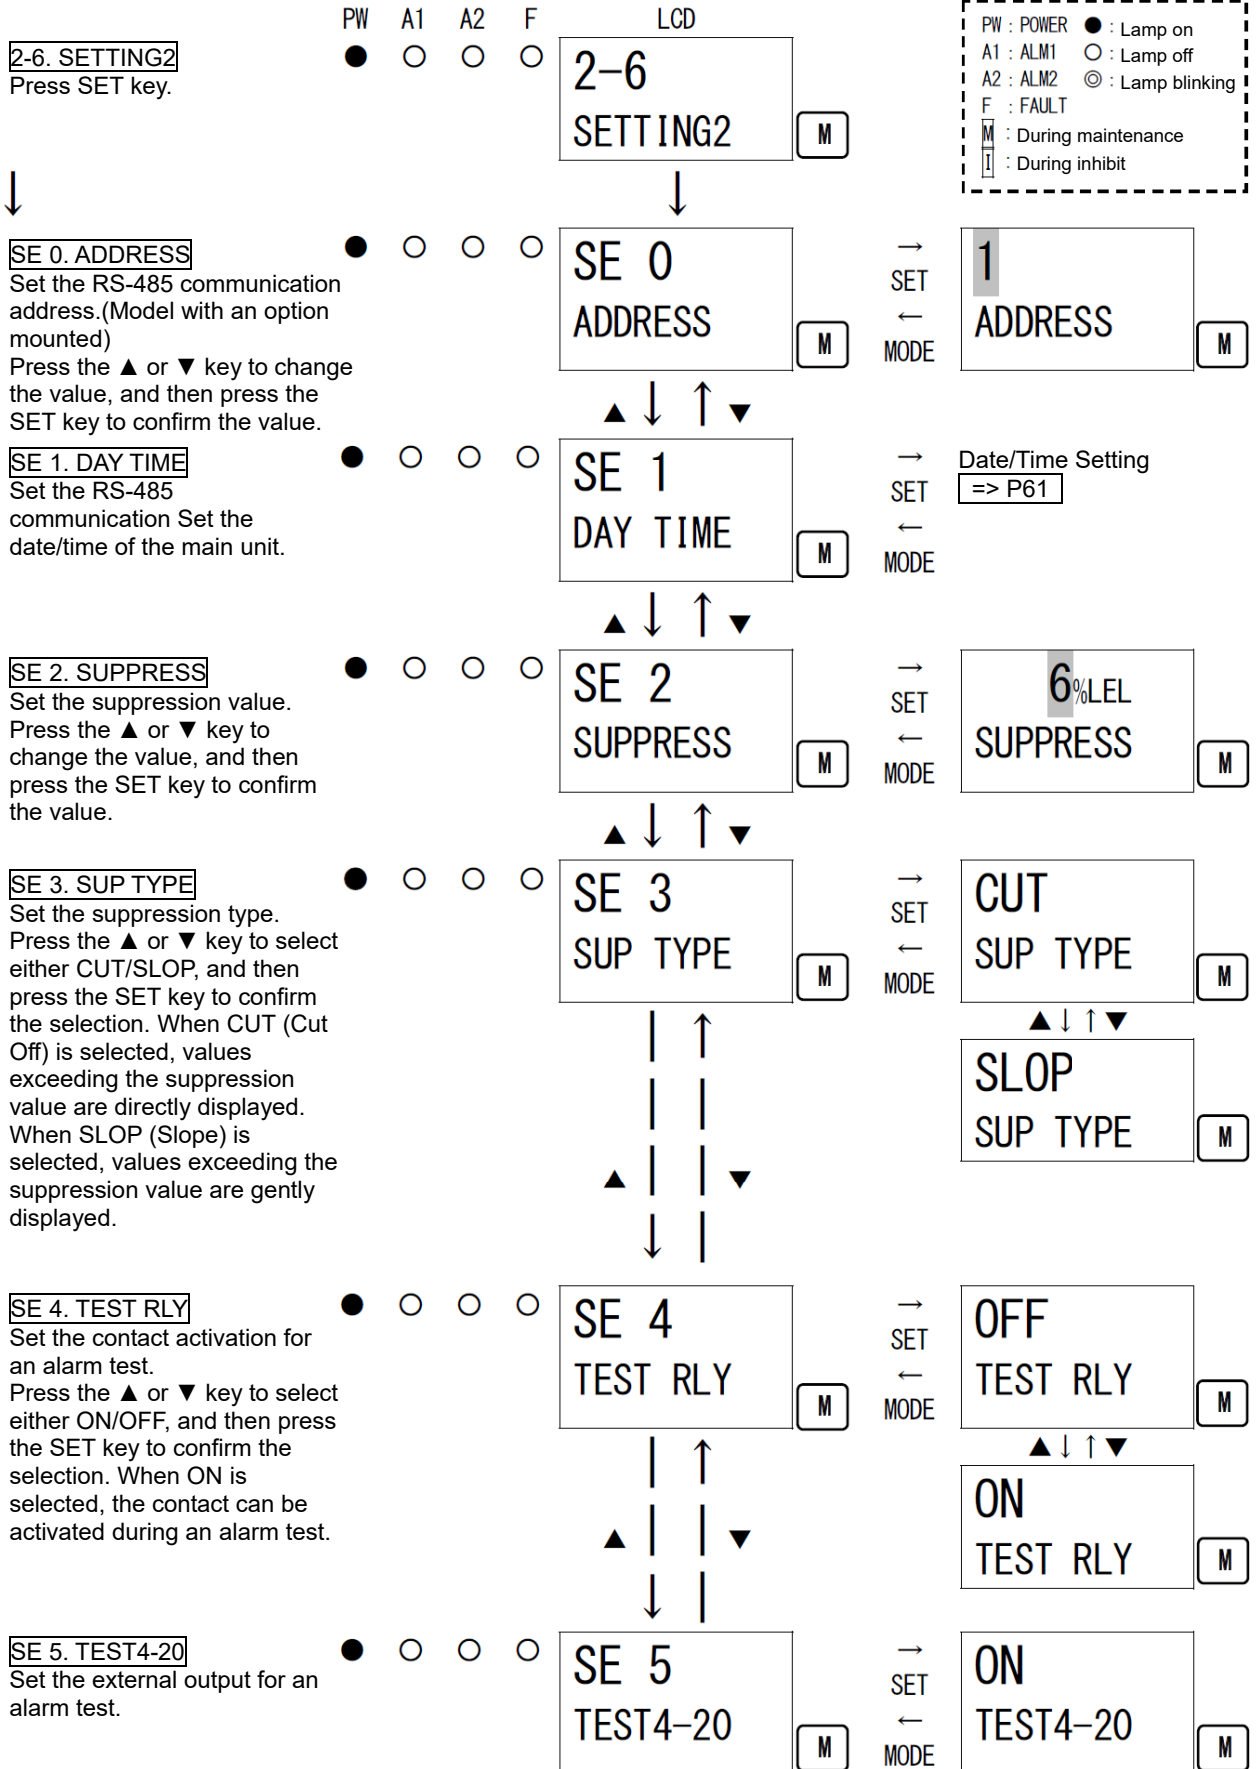 PW A1 A2 F LCD
PW : POWER ● : Lamp on
A1 : ALM1 ○ : Lamp off
A2 : ALM2 ◎ : Lamp blinking
F : FAULT
M : During maintenance
I : During inhibit
2-6. SETTING2
Press SET key.
● ○ ○ ○
2-6
SETTING2
M
↓ ↓
SE 0. ADDRESS
Set the RS-485 communication
address.(Model with an option
mounted)
Press the ▲ or ▼ key to change
the value, and then press the
SET key to confirm the value.
● ○ ○ ○
SE 0
ADDRESS
M
→
SET
←
MODE
1
ADDRESS
M
▲ ↓ ↑ ▼
SE 1. DAY TIME
Set the RS-485
communication Set the
date/time of the main unit.
● ○ ○ ○
SE 1
DAY TIME
M
→
SET
←
MODE
Date/Time Setting
=> P61
▲ ↓ ↑ ▼
SE 2. SUPPRESS
Set the suppression value.
Press the ▲ or ▼ key to
change the value, and then
press the SET key to confirm
the value.
● ○ ○ ○
SE 2
SUPPRESS
M
→
SET
←
MODE
6%LEL
SUPPRESS
M
▲ ↓ ↑ ▼
SE 3. SUP TYPE
Set the suppression type.
Press the ▲ or ▼ key to select
either CUT/SLOP, and then
press the SET key to confirm
the selection. When CUT (Cut
Off) is selected, values
exceeding the suppression
value are directly displayed.
When SLOP (Slope) is
selected, values exceeding the
suppression value are gently
displayed.
● ○ ○ ○
SE 3
SUP TYPE
M
→
SET
←
MODE
CUT
SUP TYPE
M
▲ ↓ ↑ ▼
SLOP
SUP TYPE
M
▲ ↓ ↑ ▼
SE 4. TEST RLY
Set the contact activation for
an alarm test.
Press the ▲ or ▼ key to select
either ON/OFF, and then press
the SET key to confirm the
selection. When ON is
selected, the contact can be
activated during an alarm test.
● ○ ○ ○
SE 4
TEST RLY
M
→
SET
←
MODE
OFF
TEST RLY
M
▲ ↓ ↑ ▼
ON
TEST RLY
M
▲ ↓ ↑ ▼
SE 5. TEST4-20
Set the external output for an
alarm test.
● ○ ○ ○
SE 5
TEST4-20
M
→
SET
←
MODE
ON
TEST4-20
M